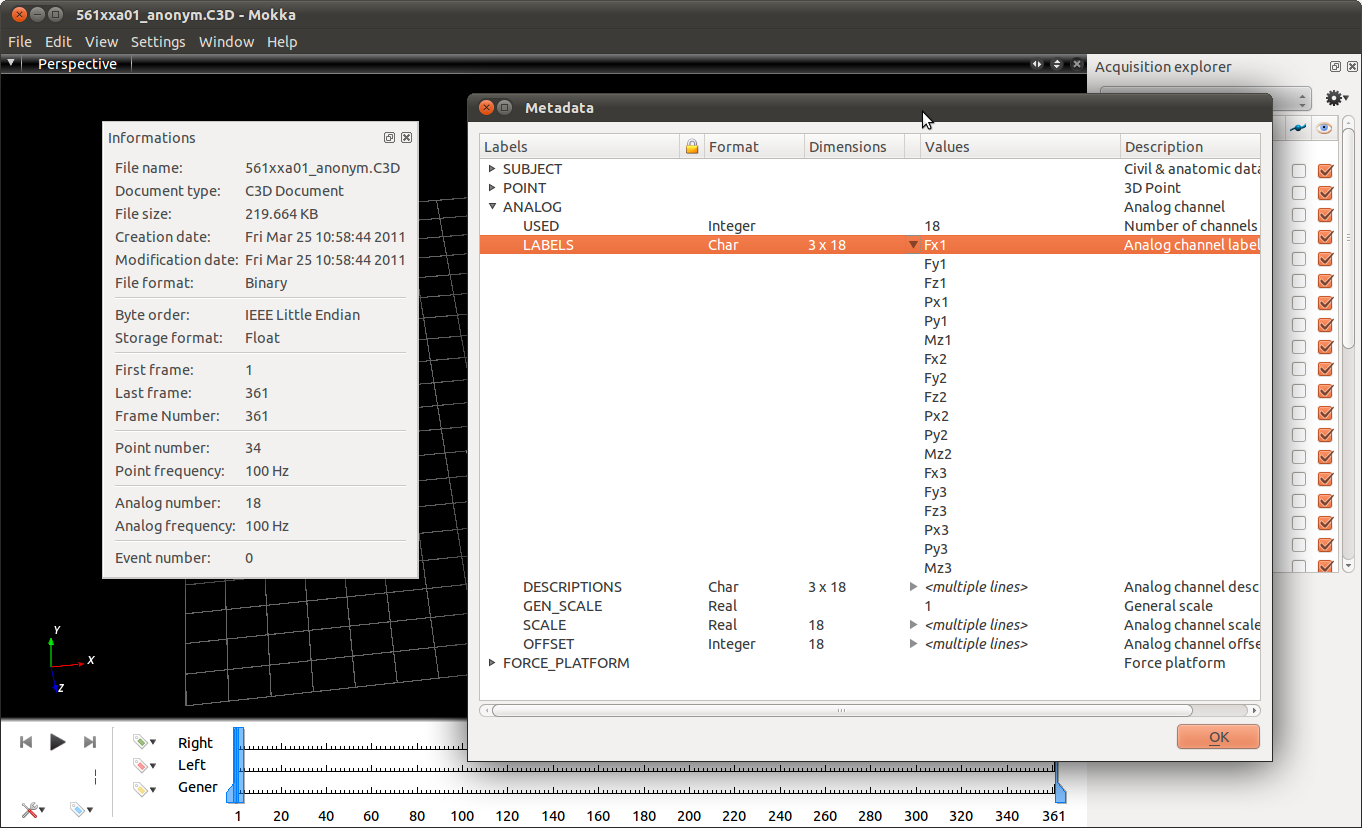 561xxa01_anonym.C3D - Mokka
File Edit View Settings Window Help
Perspective
Acquisition explorer
Informations
File name: 561xxa01_anonym.C3D
Document type: C3D Document
File size: 219.664 KB
Creation date: Fri Mar 25 10:58:44 2011
Modification date: Fri Mar 25 10:58:44 2011
File format: Binary
Byte order: IEEE Little Endian
Storage format: Float
First frame: 1
Last frame: 361
Frame Number: 361
Point number: 34
Point frequency: 100 Hz
Analog number: 18
Analog frequency: 100 Hz
Event number: 0
Metadata
Labels Format Dimensions Values Description
SUBJECT Civil & anatomic data
POINT 3D Point
ANALOG Analog channel
USED Integer 18 Number of channels
LABELS Char 3 x 18 Fx1 Analog channel label
Fy1
Fz1
Px1
Py1
Mz1
Fx2
Fy2
Fz2
Px2
Py2
Mz2
Fx3
Fy3
Fz3
Px3
Py3
Mz3
DESCRIPTIONS Char 3 x 18 <multiple lines> Analog channel desc
GEN_SCALE Real 1 General scale
SCALE Real 18 <multiple lines> Analog channel scale
OFFSET Integer 18 <multiple lines> Analog channel offse
FORCE_PLATFORM Force platform
OK
Y
X
Z
Right
Left
Gener
1 20 40 60 80 100 120 140 160 180 200 220 240 260 280 300 320 340 361